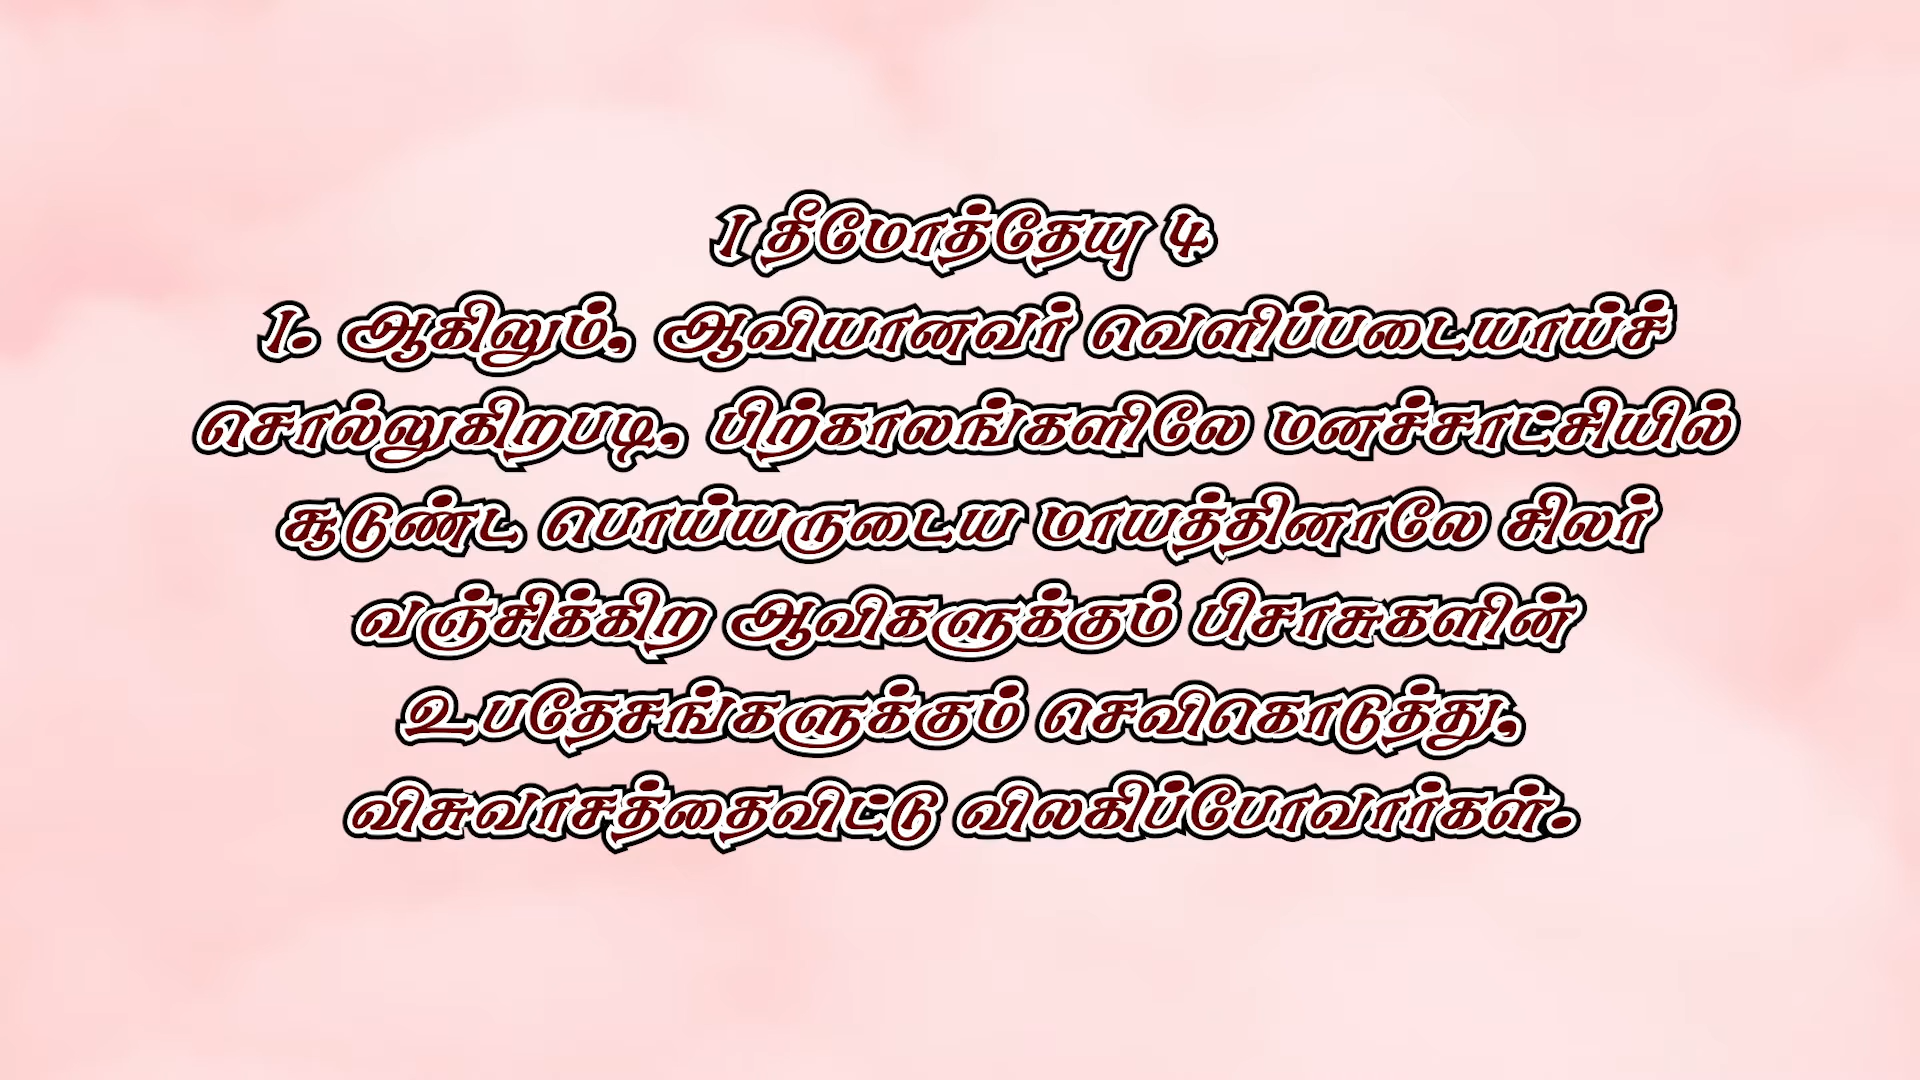 1 தீமோத்தேயு 4
1. ஆகிலும், ஆவியானவர் வெளிப்படையாய்ச்
சொல்லுகிறபடி, பிற்காலங்களிலே மனச்சாட்சியில்
சூடுண்ட பொய்யருடைய மாயத்தினாலே சிலர்
வஞ்சிக்கிற ஆவிகளுக்கும் பிசாசுகளின்
உபதேசங்களுக்கும் செவிகொடுத்து,
விசுவாசத்தைவிட்டு விலகிப்போவார்கள்.